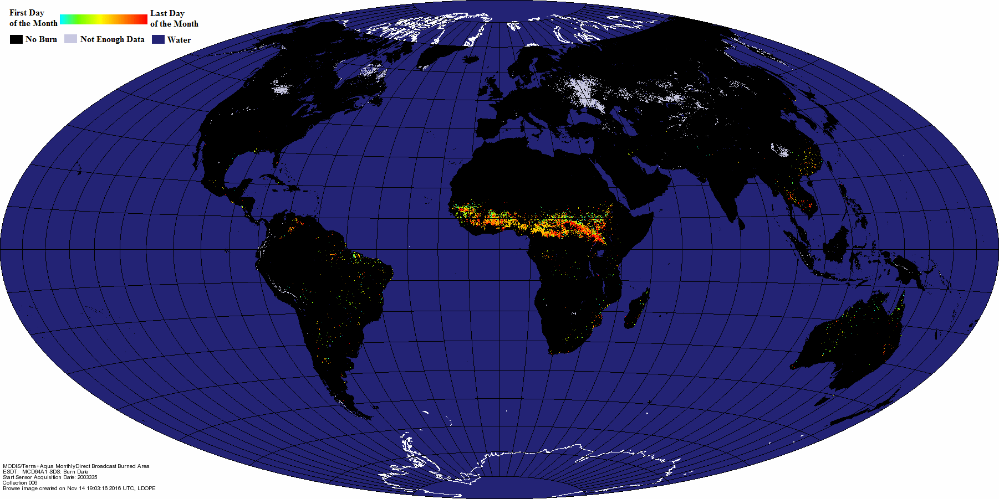 First Day
of the Month
Last Day
of the Month
No Burn
Not Enough Data
Water
MODIS/Terra+Aqua MonthlyDirect Broadcast Burned Area
ESDT: MCD64A1 SDS: Burn Date
Start Sensor Acquisition Date: 2003335
Collection 006
Browse image created on Nov 14 19:03:16 2016 UTC, LDOPE